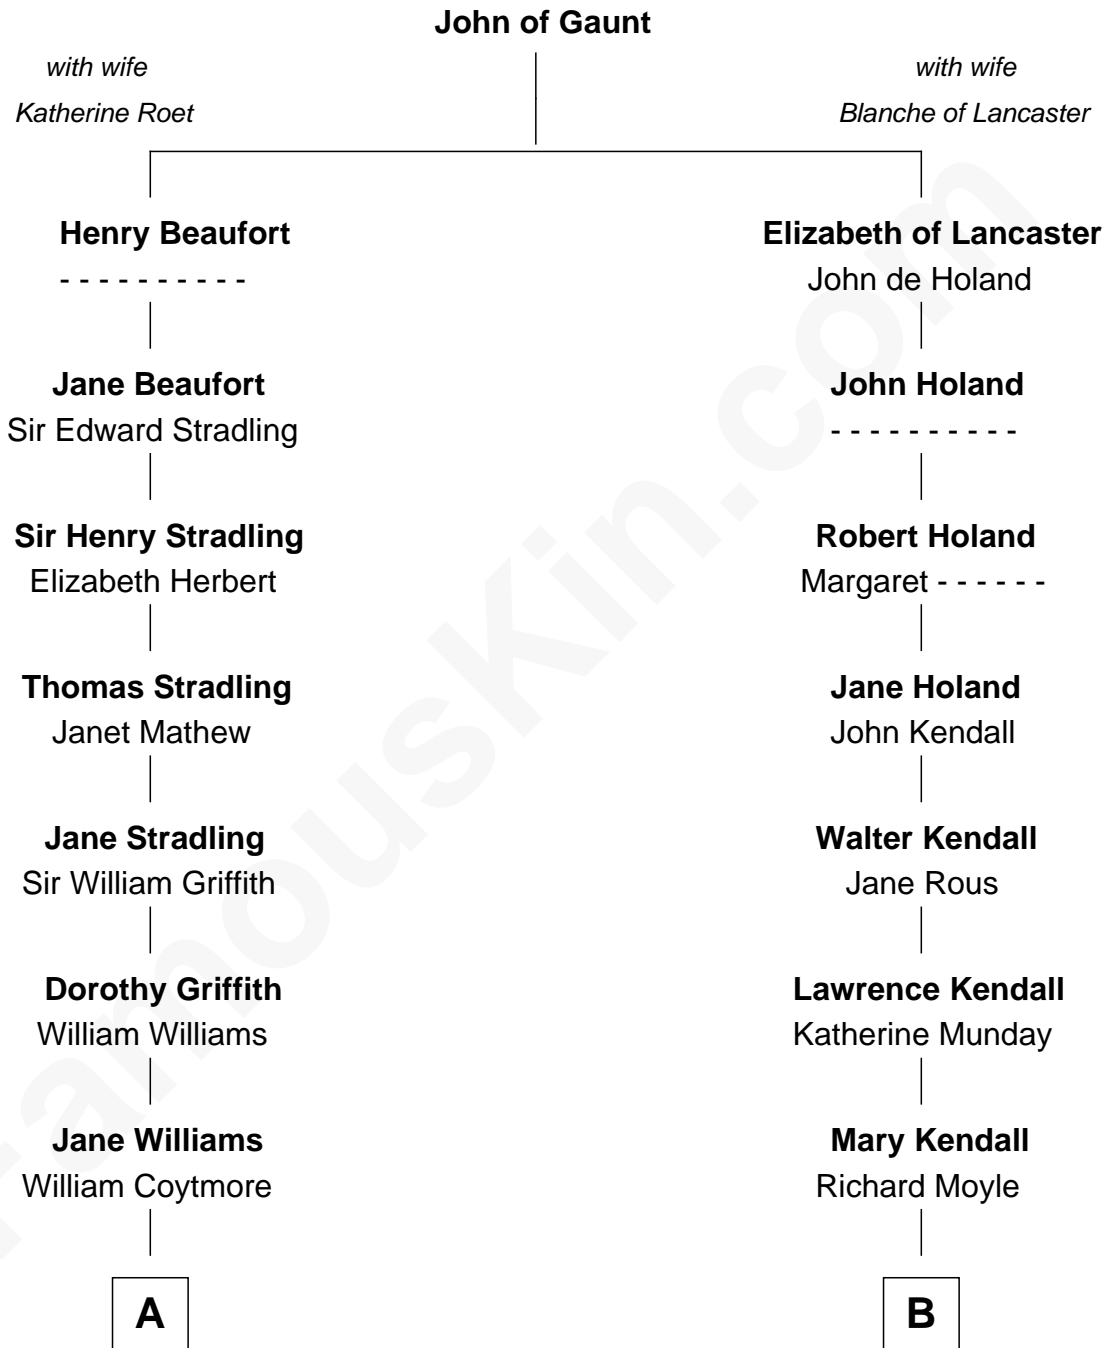 John of Gaunt
with wife
Katherine Roet
with wife
Blanche of Lancaster
Henry Beaufort
- - - - - - - - - -
Jane Beaufort
Sir Edward Stradling
Sir Henry Stradling
Elizabeth Herbert
Thomas Stradling
Janet Mathew
Jane Stradling
Sir William Griffith
Dorothy Griffith
William Williams
Jane Williams
William Coytmore
A
Elizabeth of Lancaster
John de Holand
John Holand
- - - - - - - - - -
Robert Holand
Margaret - - - - - -
Jane Holand
John Kendall
Walter Kendall
Jane Rous
Lawrence Kendall
Katherine Munday
Mary Kendall
Richard Moyle
B
FamousKin.com